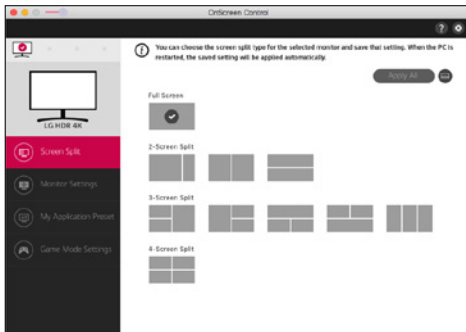 OnScreen Control
You can choose the screen split type for the selected monitor and save that setting. When the PC is
restarted, the saved setting will be applied automatically.
Apply All
LG HDR 4K
Screen Split
Monitor Settings
My Application Preset
Game Mode Settings
Full Screen
2-Screen Split
3-Screen Split
4-Screen Split